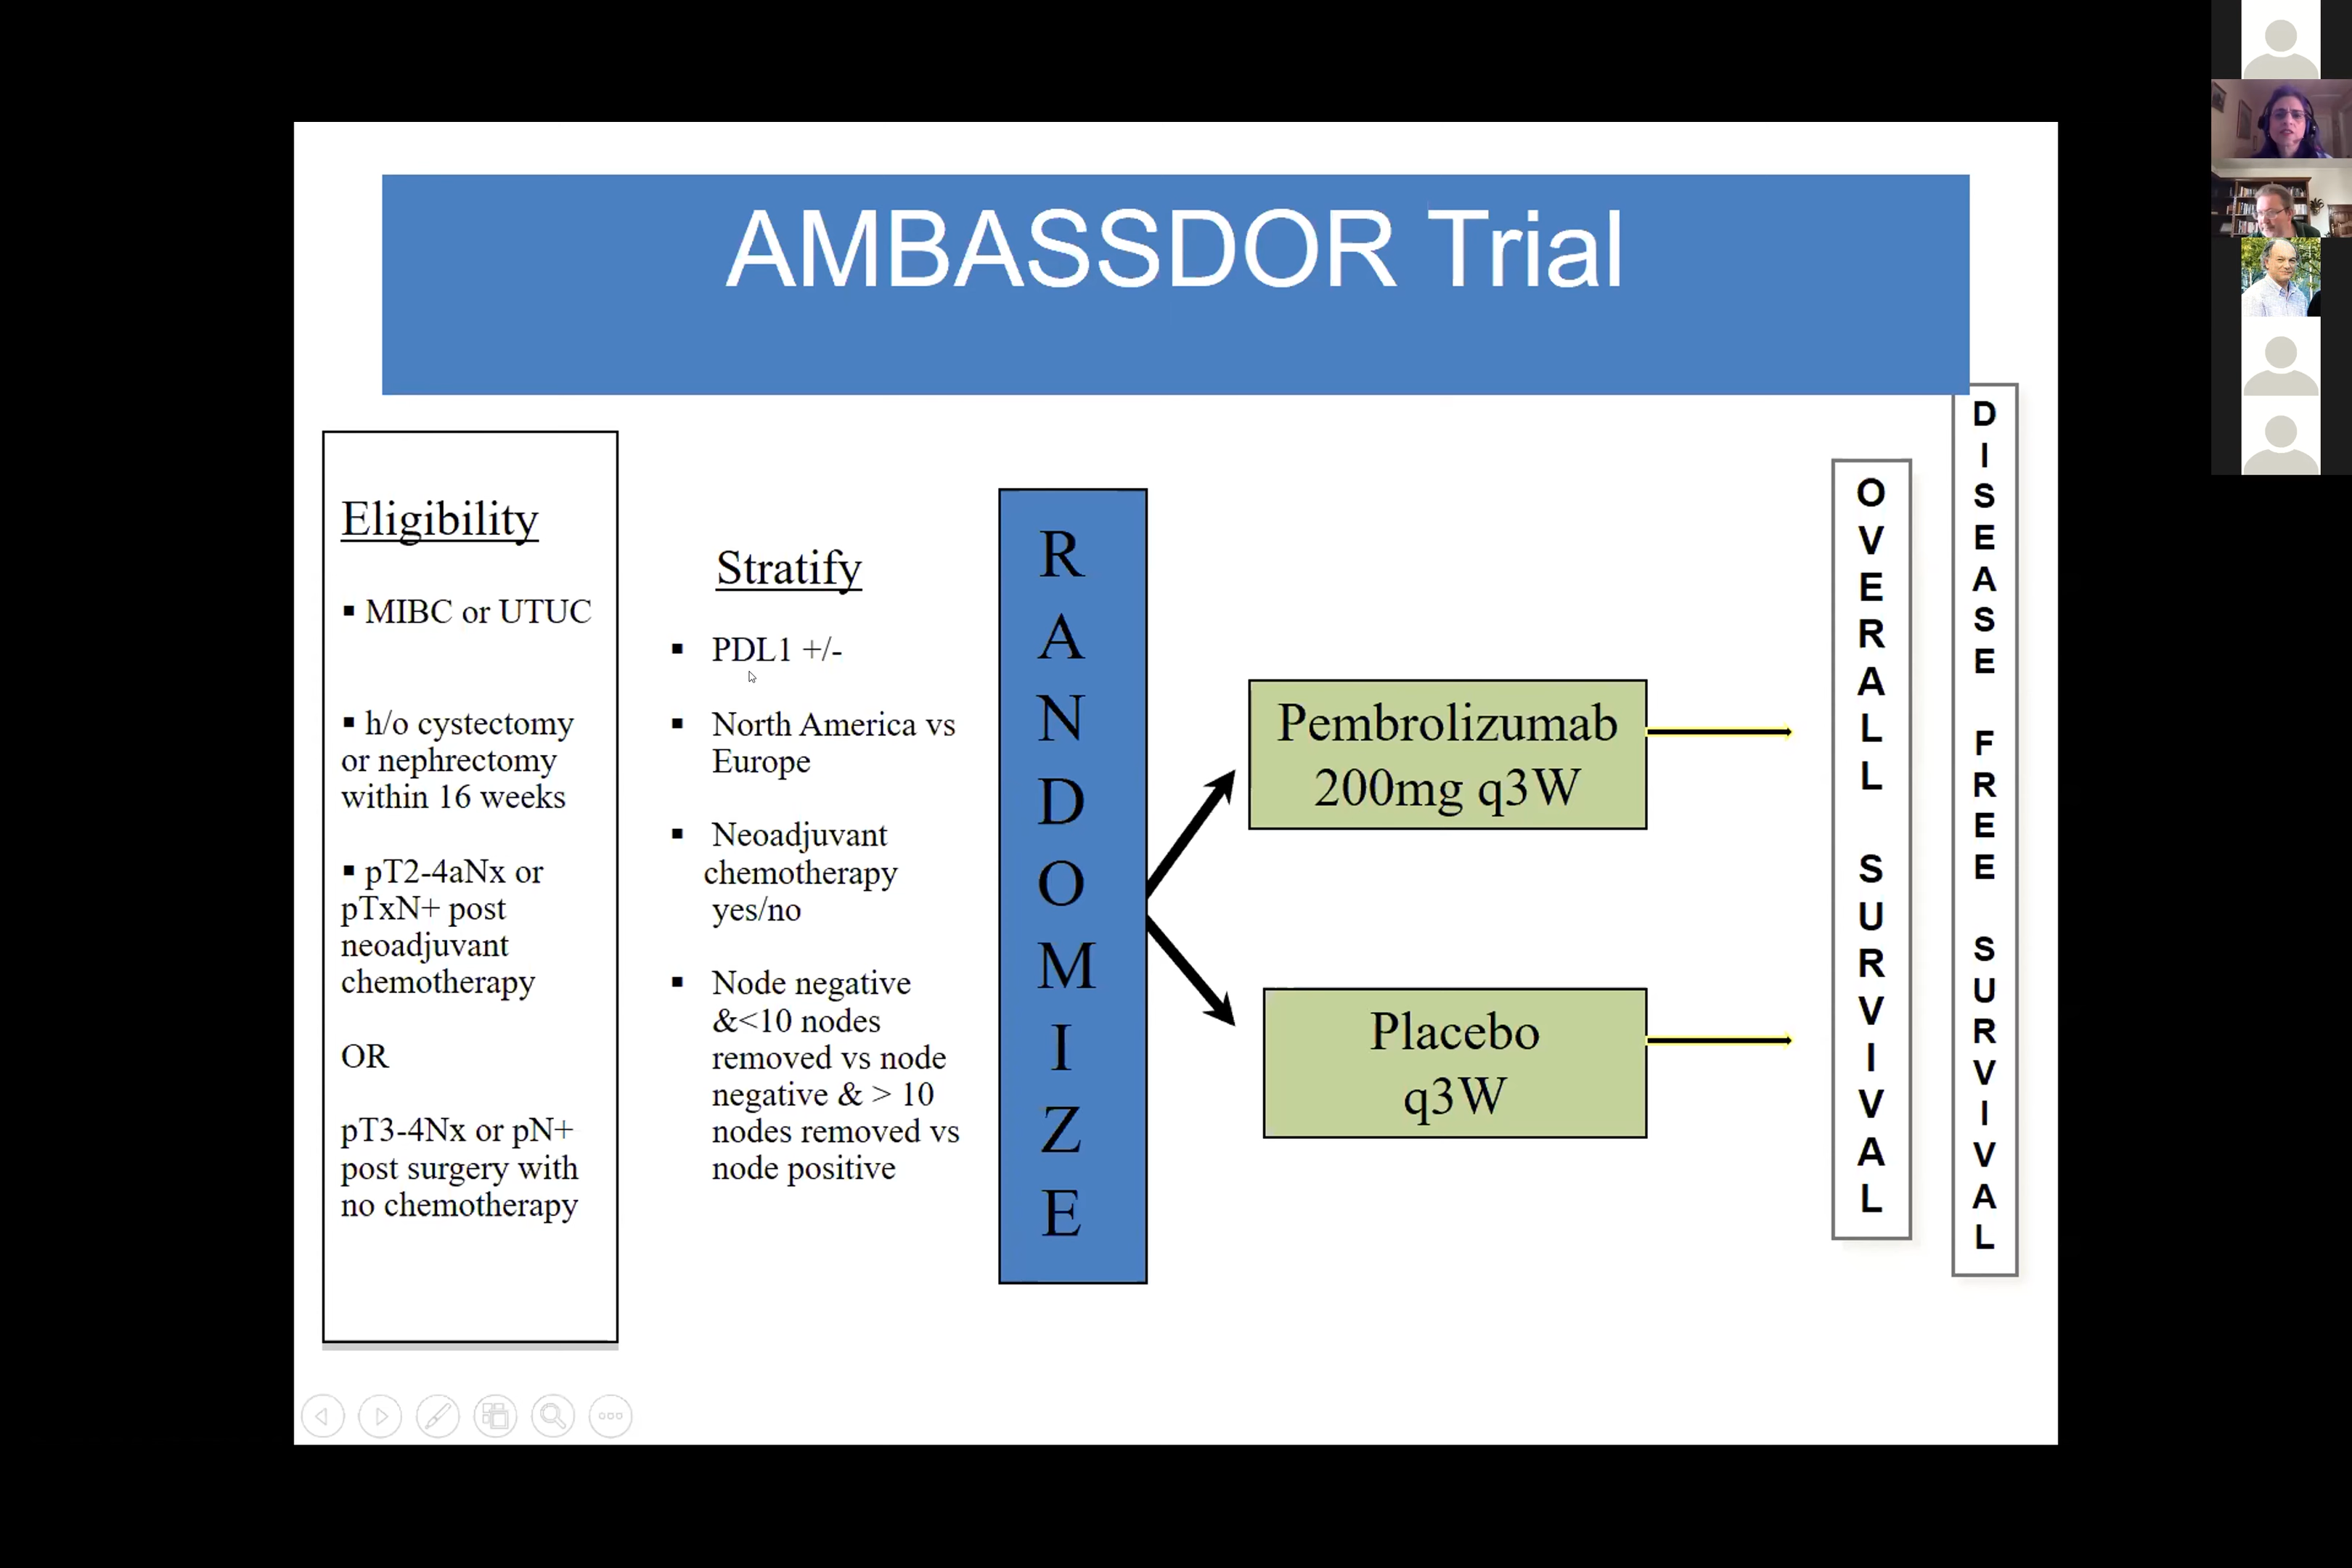 AMBASSDOR Trial
Eligibility
▪ MIBC or UTUC
▪ h/o cystectomy
or nephrectomy
within 16 weeks
▪ pT2-4aNx or
pTxN+ post
neoadjuvant
chemotherapy
OR
pT3-4Nx or pN+
post surgery with
no chemotherapy
Stratify
▪ PDL1 +/-
▪ North America vs
Europe
▪ Neoadjuvant
chemotherapy
yes/no
▪ Node negative
&<10 nodes
removed vs node
negative & > 10
nodes removed vs
node positive
RANDOMIZE
Pembrolizumab
200mg q3W
Placebo
q3W
OVERALL SURVIVAL
DISEASE FREE SURVIVAL